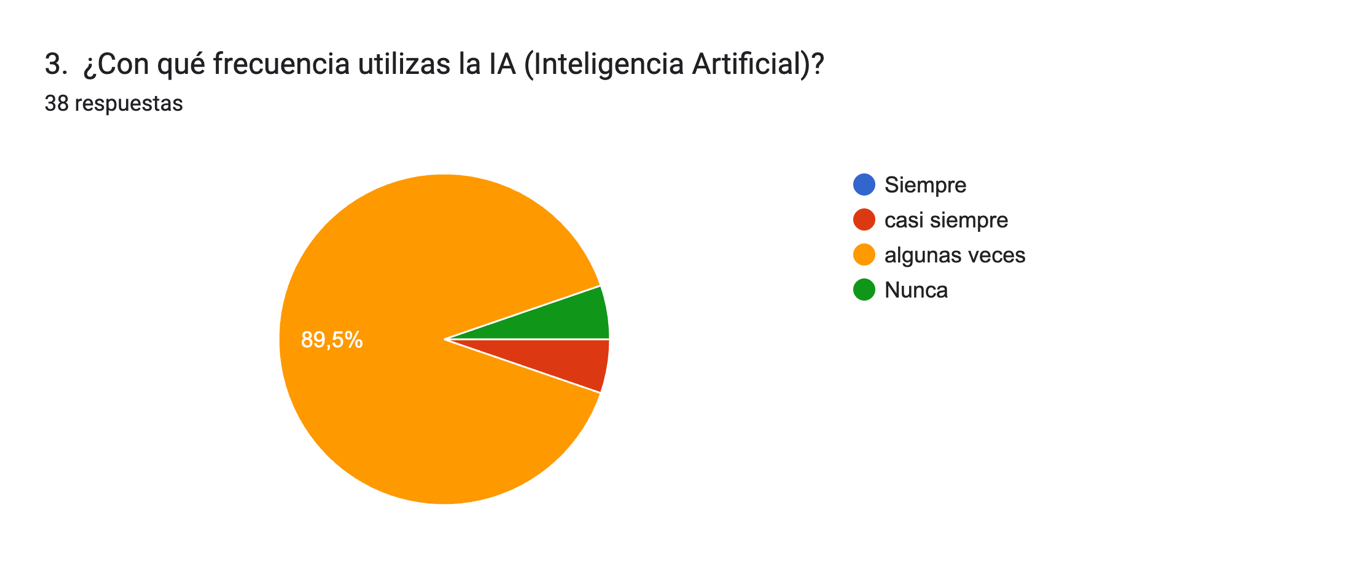 3. ¿Con qué frecuencia utilizas la IA (Inteligencia Artificial)?
38 respuestas
89,5%
Siempre
casi siempre
algunas veces
Nunca